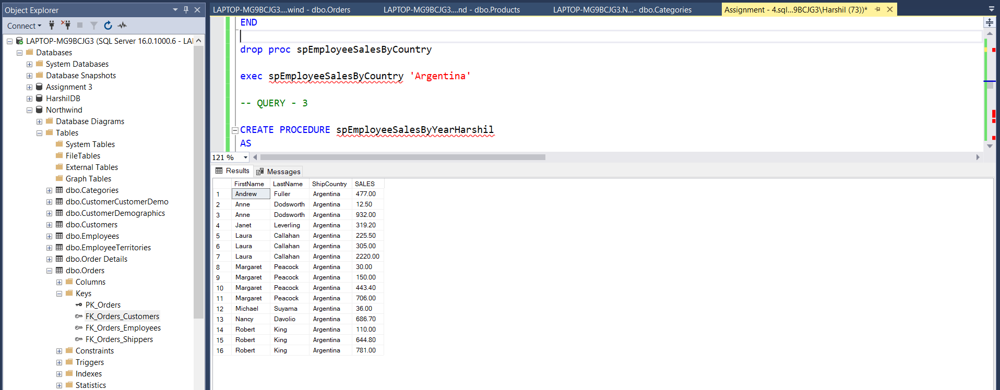 Object Explorer
Connect
LAPTOP-MG9BCJG3 (SQL Server 16.0.1000.6 - LA
Databases
System Databases
Database Snapshots
Assignment 3
HarshilDB
Northwind
Database Diagrams
Tables
System Tables
FileTables
External Tables
Graph Tables
dbo.Categories
dbo.CustomerCustomerDemo
dbo.CustomerDemographics
dbo.Customers
dbo.Employees
dbo.EmployeeTerritories
dbo.Order Details
dbo.Orders
Columns
Keys
PK_Orders
FK_Orders_Customers
FK_Orders_Employees
FK_Orders_Shippers
Constraints
Triggers
Indexes
Statistics
LAPTOP-MG9BCJG3....wind - dbo.Orders LAPTOP-MG9BCJG3....nd - dbo.Products LAPTOP-MG9BCJG3.N...- dbo.Categories Assignment - 4.sql...9BCJG3\Harshil (73))*
END
drop proc spEmployeeSalesByCountry
exec spEmployeeSalesByCountry 'Argentina'
-- QUERY - 3
CREATE PROCEDURE spEmployeeSalesByYearHarshil
AS
121 %
Results Messages
FirstName LastName ShipCountry SALES
1 Andrew Fuller Argentina 477.00
2 Anne Dodsworth Argentina 12.50
3 Anne Dodsworth Argentina 932.00
4 Janet Leverling Argentina 319.20
5 Laura Callahan Argentina 225.50
6 Laura Callahan Argentina 305.00
7 Laura Callahan Argentina 2220.00
8 Margaret Peacock Argentina 30.00
9 Margaret Peacock Argentina 150.00
10 Margaret Peacock Argentina 443.40
11 Margaret Peacock Argentina 706.00
12 Michael Suyama Argentina 36.00
13 Nancy Davolio Argentina 686.70
14 Robert King Argentina 110.00
15 Robert King Argentina 644.80
16 Robert King Argentina 781.00